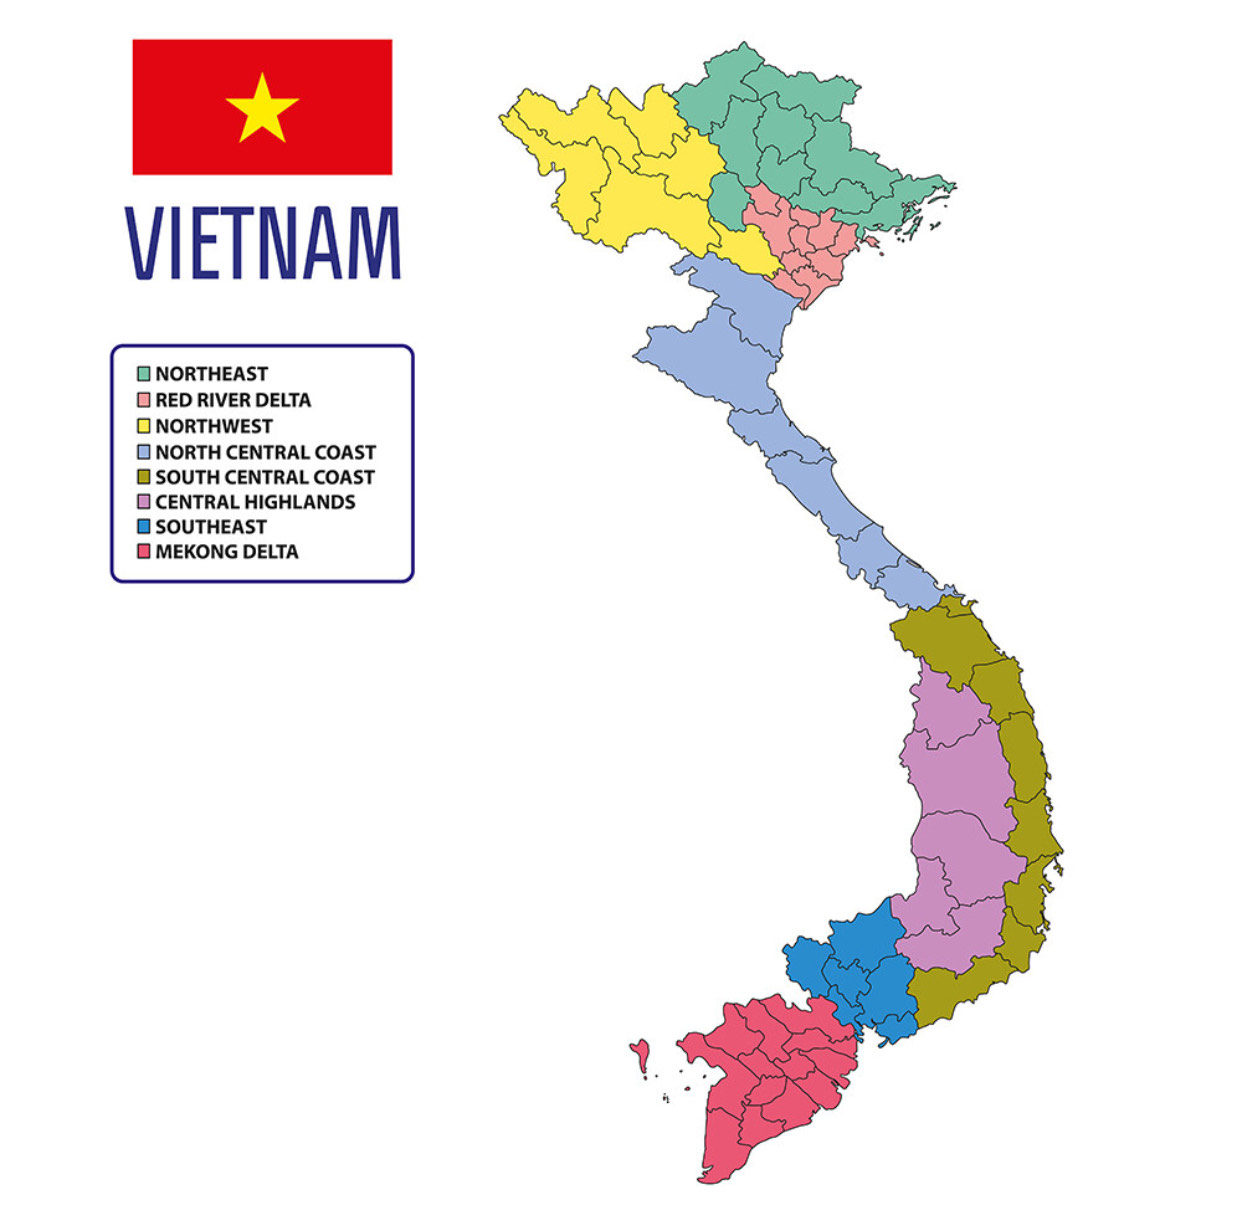 VIETNAM
NORTHEAST
RED RIVER DELTA
NORTHWEST
NORTH CENTRAL COAST
SOUTH CENTRAL COAST
CENTRAL HIGHLANDS
SOUTHEAST
MEKONG DELTA